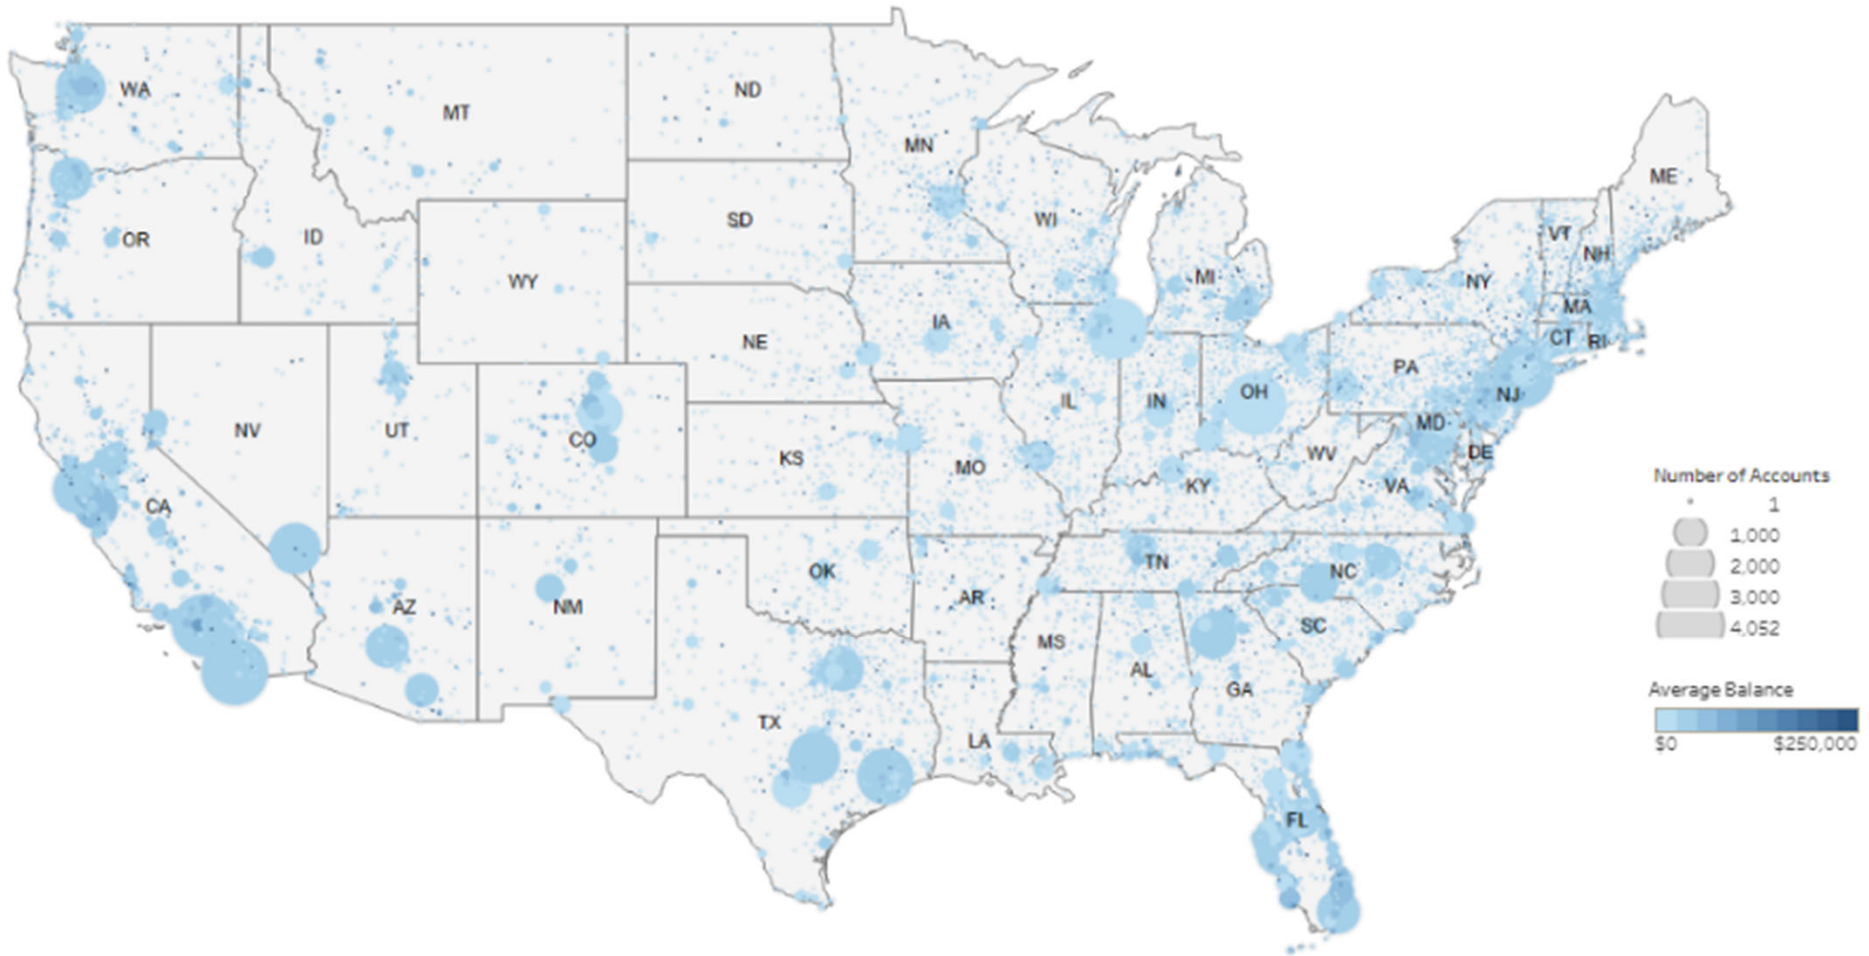 WA
MT
ND
MN
ME
OR
ID
SD
WI
VT
NH
WY
MI
NY
MA
NE
IA
CT RI
PA
NV
UT
CO
KS
MO
IL
IN
OH
NJ
MD
DE
WV
VA
KY
CA
AZ
NM
OK
AR
TN
NC
SC
MS
AL
GA
TX
LA
FL
Number of Accounts
1
1,000
2,000
3,000
4,052
Average Balance
$0 $250,000